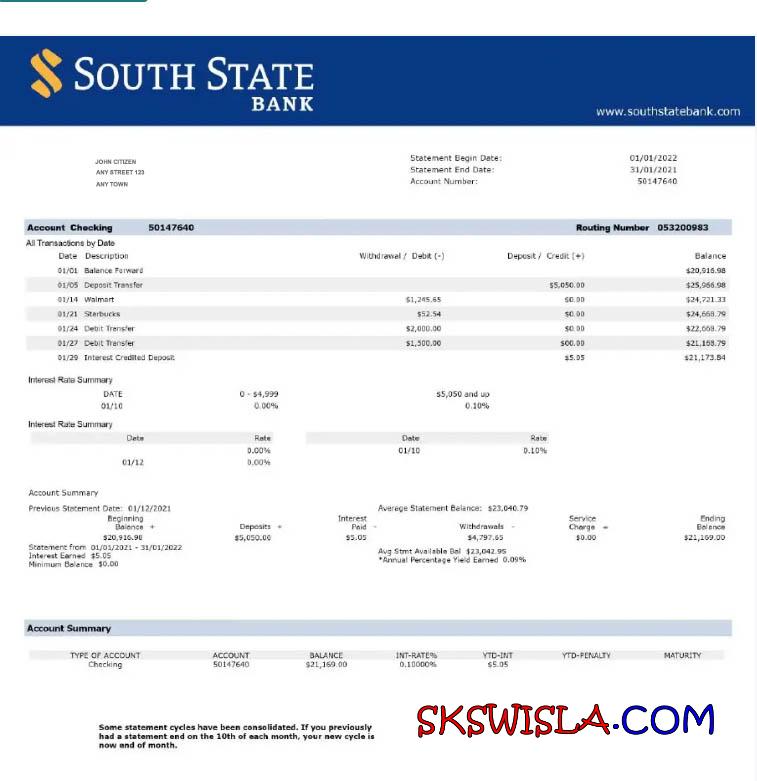 SOUTH STATE
BANK
www.southstatebank.com
JOHN CITIZEN
ANY STREET 123
ANY TOWN
Statement Begin Date: 01/01/2022
Statement End Date: 31/01/2021
Account Number: 50147640
Account Checking 50147640 Routing Number 053200983
All Transactions by Date
Date Description Withdrawal / Debit (-) Deposit / Credit (+) Balance
01/01 Balance Forward $20,916.98
01/05 Deposit Transfer $5,050.00 $25,966.98
01/14 Walmart $1,245.65 $0.00 $24,721.33
01/21 Starbucks $52.54 $0.00 $24,668.79
01/24 Debit Transfer $2,000.00 $0.00 $22,668.79
01/27 Debit Transfer $1,500.00 $00.00 $21,168.79
01/29 Interest Credited Deposit $5.05 $21,173.84
Interest Rate Summary
DATE 0 - $4,999 $5,050 and up
01/10 0.00% 0.10%
Interest Rate Summary
Date Rate Date Rate
0.00% 01/10 0.10%
01/12 0.00%
Account Summary
Previous Statement Date: 01/12/2021 Average Statement Balance: $23,040.79
Beginning Interest Service Ending
Balance + Deposits + Paid - Withdrawals - Charge = Balance
$20,916.98 $5,050.00 $5.05 $4,797.65 $0.00 $21,169.00
Statement from 01/01/2021 - 31/01/2022
Interest Earned $5.05
Minimum Balance $0.00
Avg Stmt Available Bal $23,042.95
*Annual Percentage Yield Earned 0.09%
Account Summary
TYPE OF ACCOUNT ACCOUNT BALANCE INT-RATE% YTD-INT YTD-PENALTY MATURITY
Checking 50147640 $21,169.00 0.10000% $5.05
Some statement cycles have been consolidated. If you previously
had a statement end on the 10th of each month, your new cycle is
now end of month.
SKSWISLA.COM